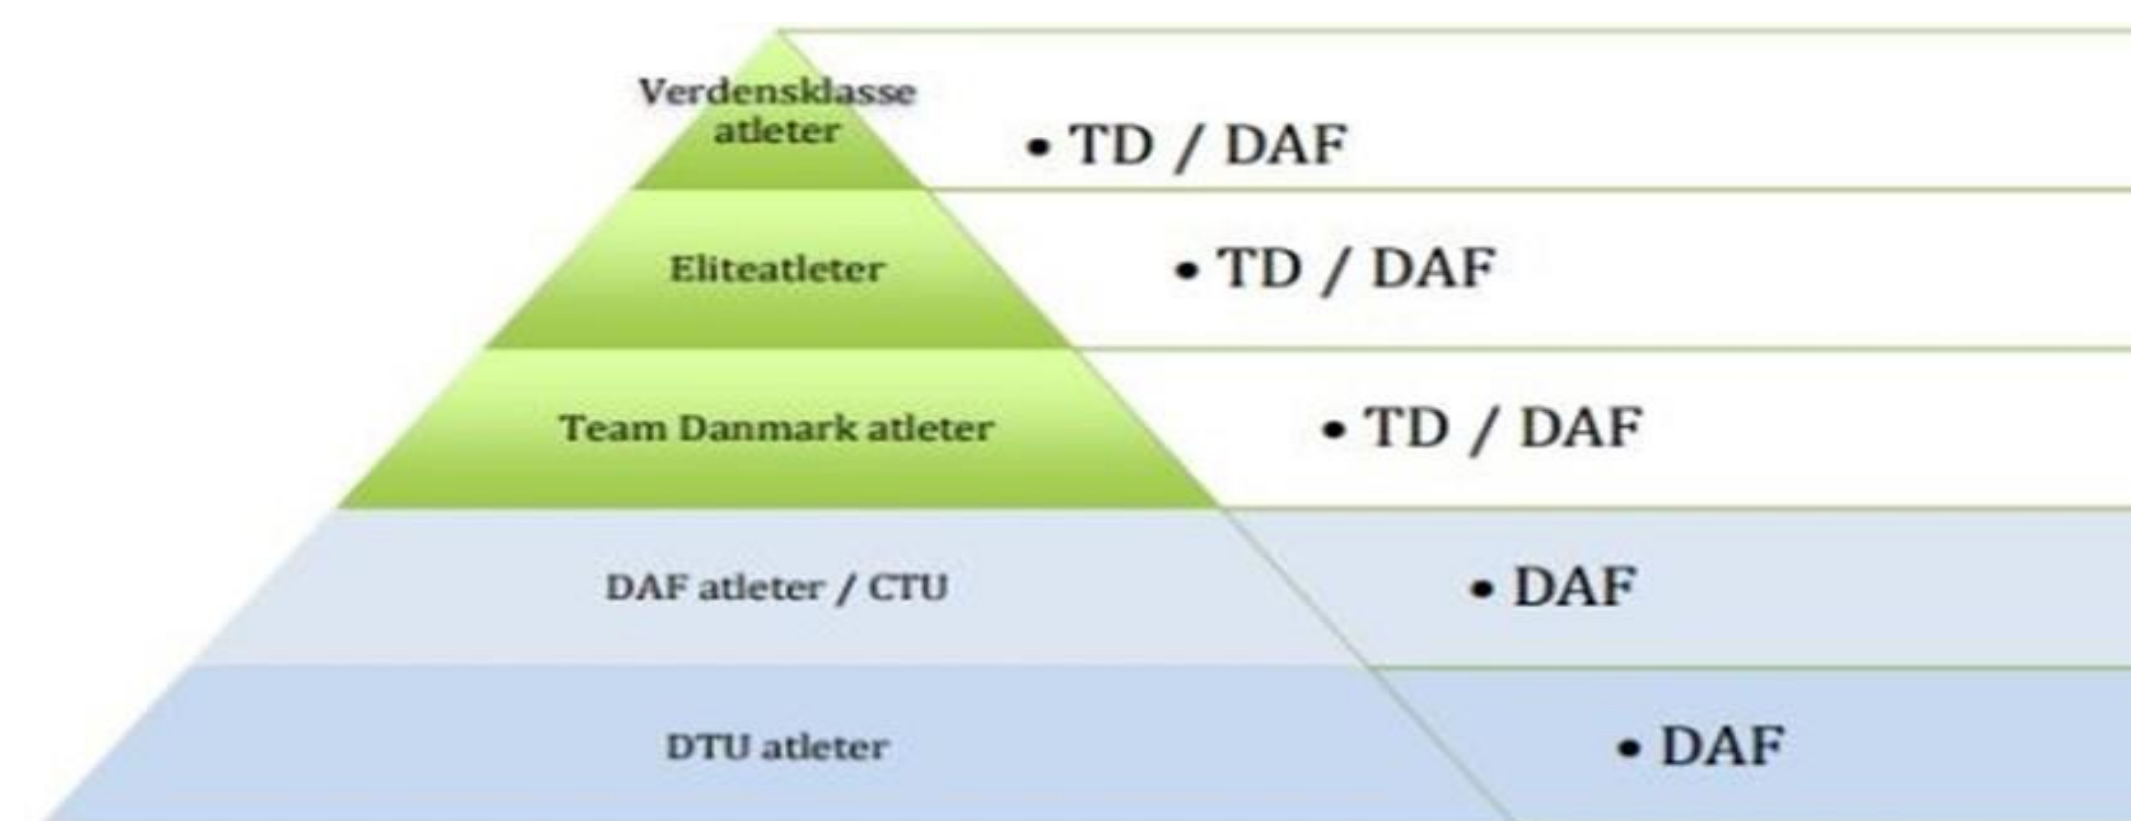 Verdensklasse
atleter
• TD / DAF
Eliteatleter
• TD / DAF
Team Danmark atleter
• TD / DAF
DAF atleter / CTU
• DAF
DTU atleter
• DAF